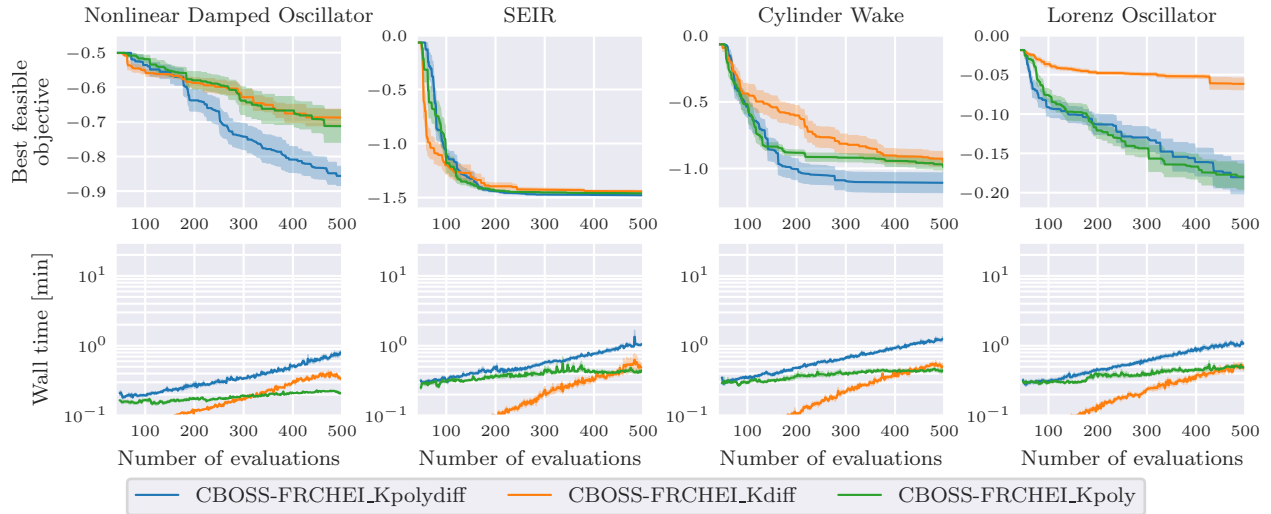 Nonlinear Damped Oscillator
SEIR
Cylinder Wake
Lorenz Oscillator
Best feasible
objective
−0.5
−0.6
−0.7
−0.8
−0.9
100 200 300 400 500
0.0
−0.5
−1.0
−1.5
100 200 300 400 500
0.0
−0.5
−1.0
100 200 300 400 500
0.00
−0.05
−0.10
−0.15
−0.20
100 200 300 400 500
Wall time [min]
10^1
10^0
10^−1
100 200 300 400 500
Number of evaluations
10^1
10^0
10^−1
100 200 300 400 500
Number of evaluations
10^1
10^0
10^−1
100 200 300 400 500
Number of evaluations
10^1
10^0
10^−1
100 200 300 400 500
Number of evaluations
CBOSS-FRCHEI_Kpolydiff
CBOSS-FRCHEI_Kdiff
CBOSS-FRCHEI_Kpoly